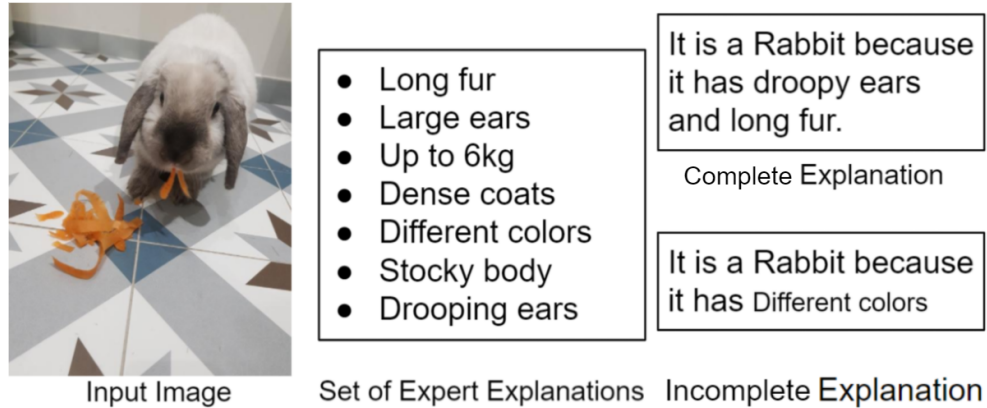 ● Long fur
● Large ears
● Up to 6kg
● Dense coats
● Different colors
● Stocky body
● Drooping ears
It is a Rabbit because
it has droopy ears
and long fur.
Complete Explanation
It is a Rabbit because
it has Different colors
Input Image
Set of Expert Explanations
Incomplete Explanation